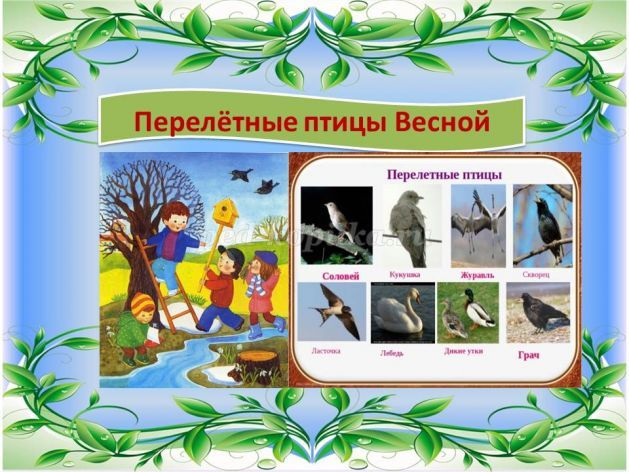 Перелётные птицы Весной
Перелетные птицы
Соловей
Кукушка
Журавль
Скворец
Ласточка
Лебедь
Дикие утки
Грач